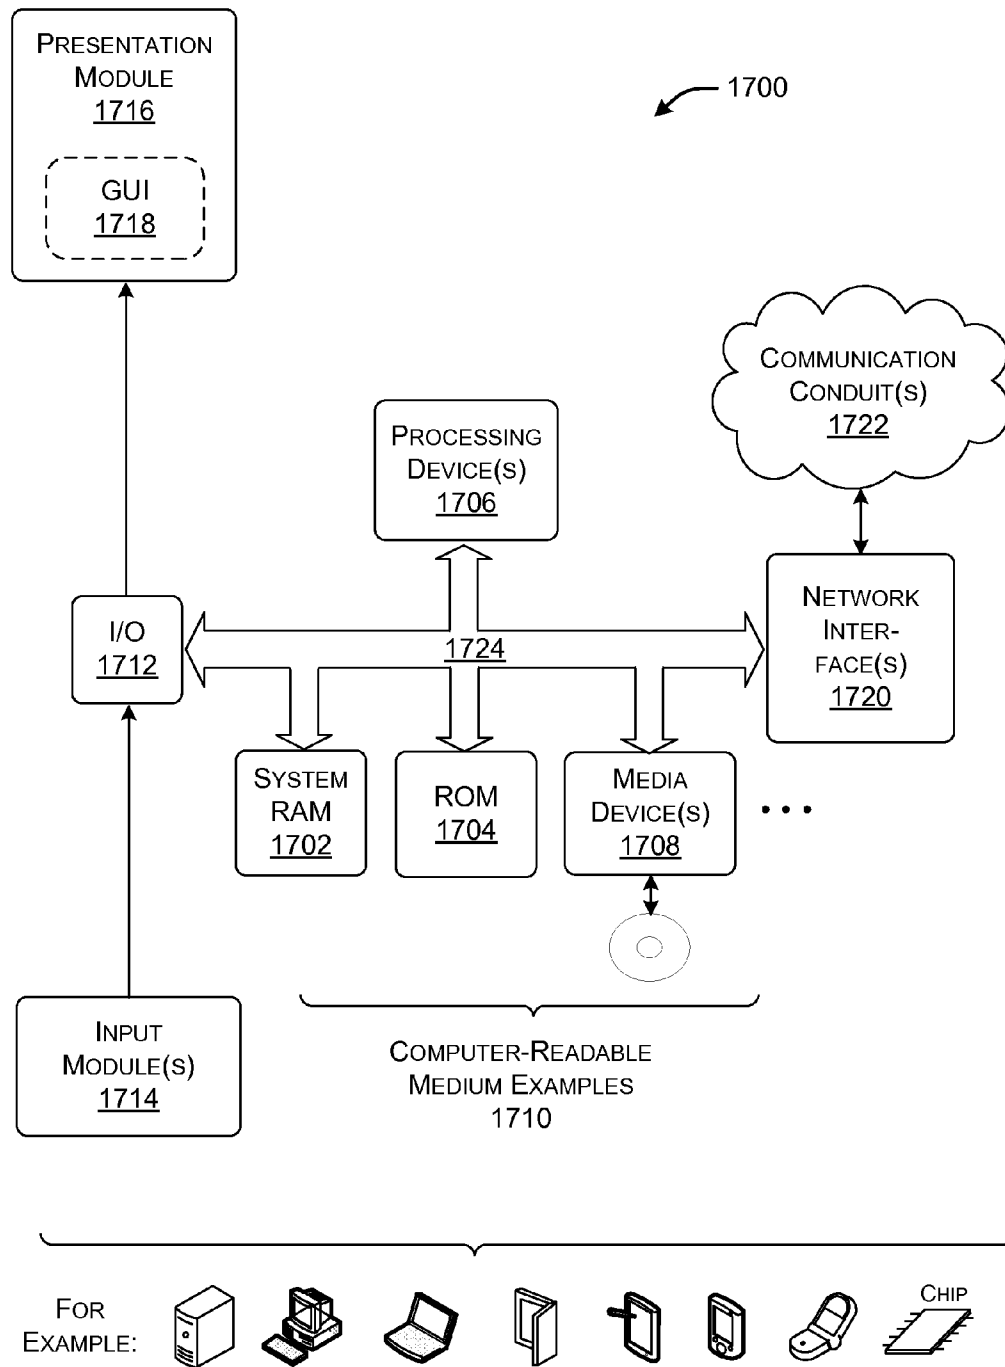 PRESENTATION
MODULE
1716
GUI
1718
1700
COMMUNICATION
CONDUIT(S)
1722
PROCESSING
DEVICE(S)
1706
NETWORK
INTER-
FACE(S)
1720
I/O
1712
1724
SYSTEM
RAM
1702
ROM
1704
MEDIA
DEVICE(S)
1708
• • •
INPUT
MODULE(S)
1714
COMPUTER-READABLE
MEDIUM EXAMPLES
1710
FOR
EXAMPLE:
CHIP